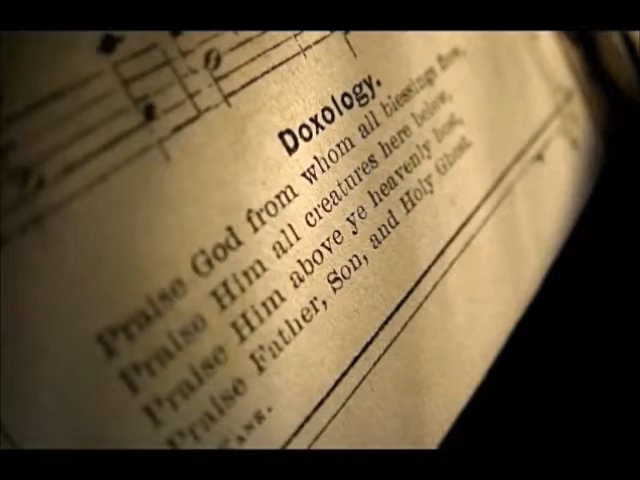 Doxology.
Praise God from whom all blessings flow,
Praise Him all creatures here below,
Praise Him above ye heavenly host,
Praise Father, Son, and Holy Ghost.